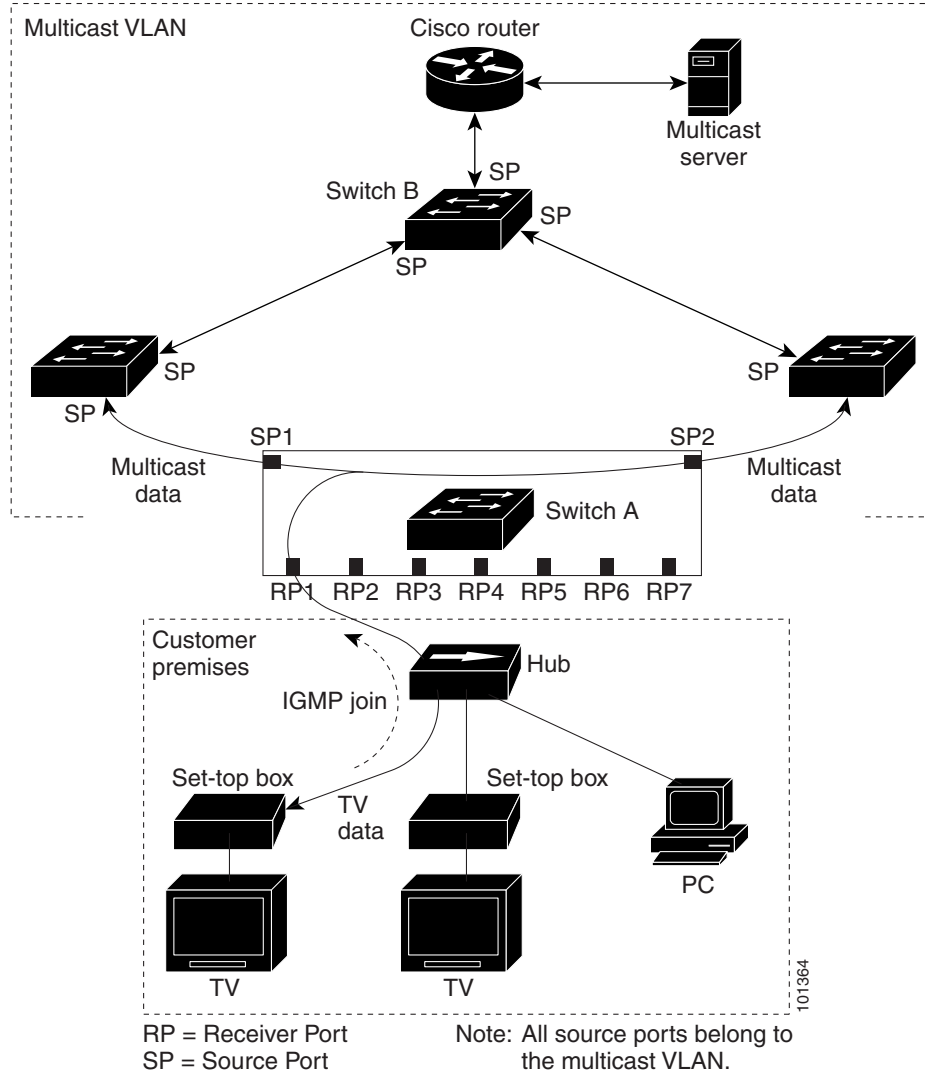 Multicast VLAN
Cisco router
Multicast
server
SP
Switch B
SP
SP
SP
SP
SP
SP1
SP2
Multicast
data
Multicast
data
Switch A
RP1 RP2 RP3 RP4 RP5 RP6 RP7
Customer
premises
Hub
IGMP join
Set-top box
Set-top box
TV
data
PC
TV
TV
101364
RP = Receiver Port
SP = Source Port
Note: All source ports belong to
the multicast VLAN.